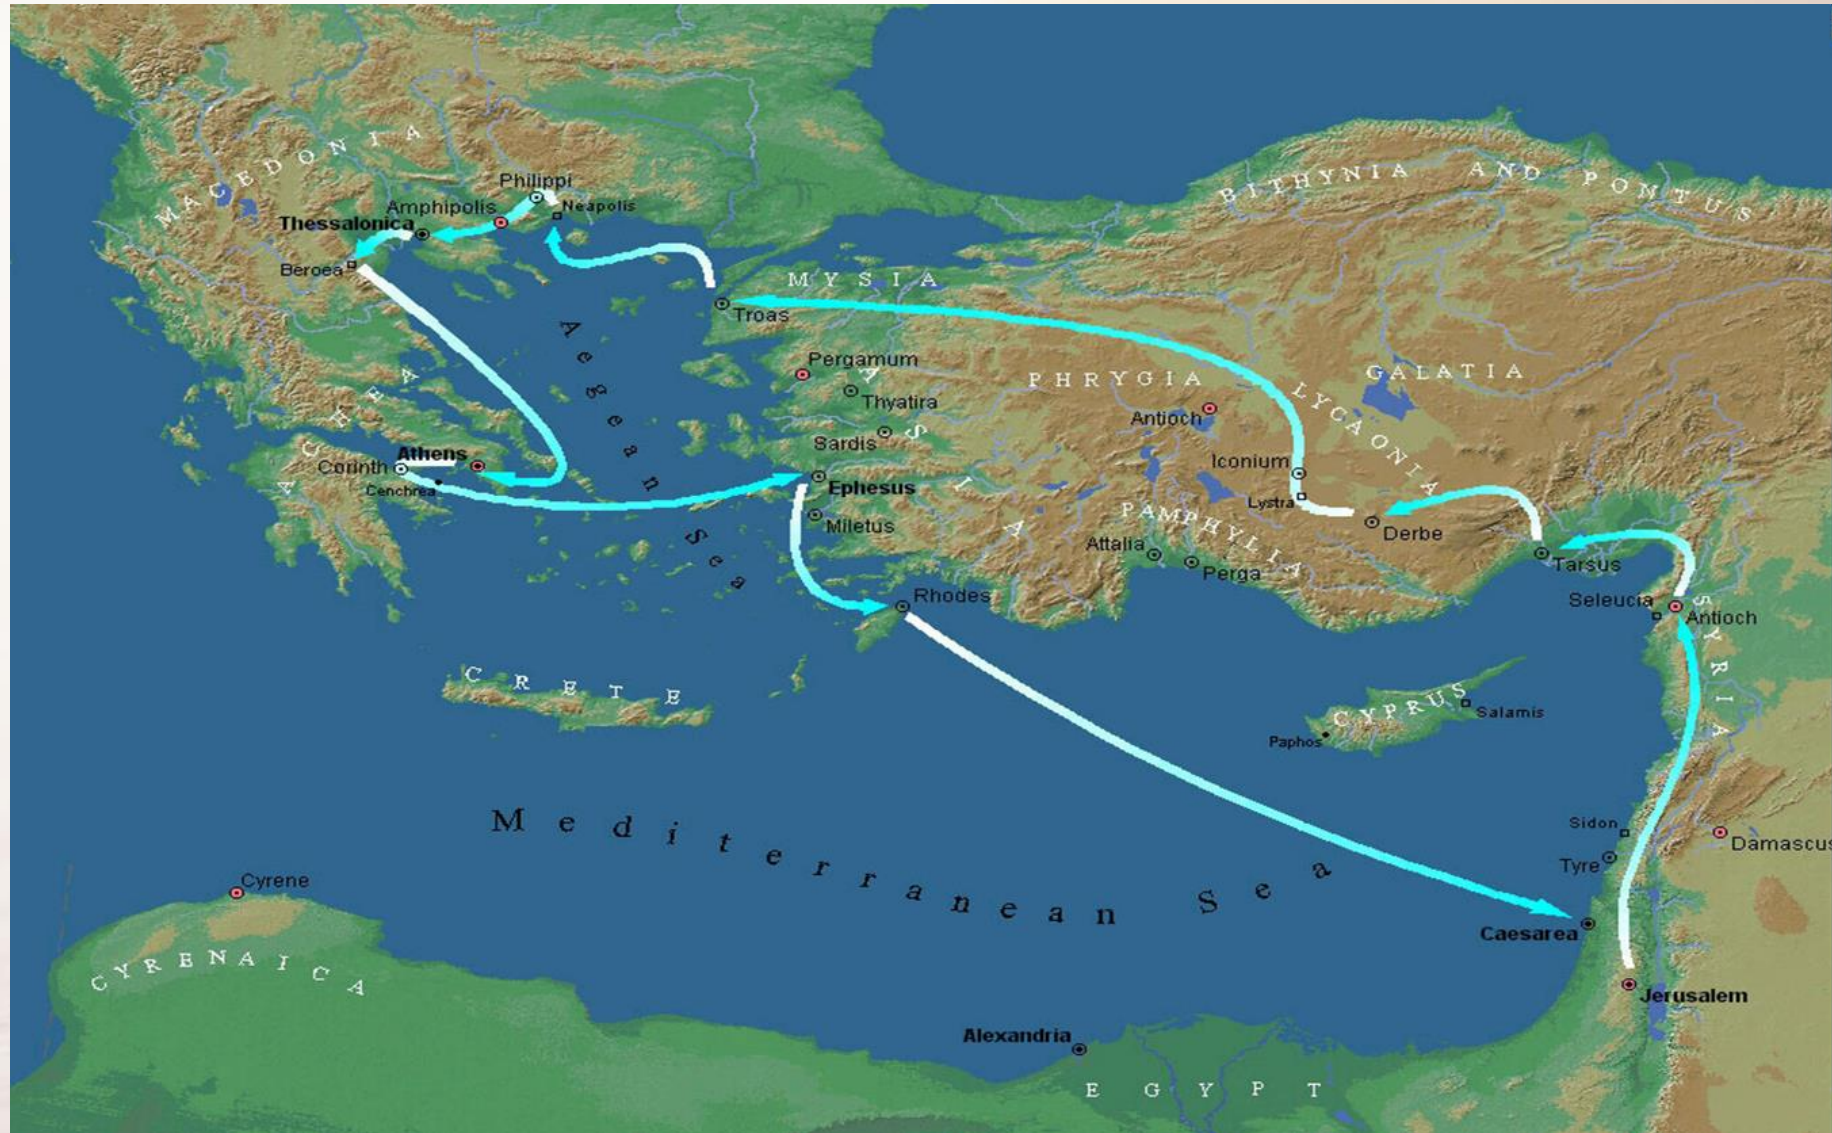 MACEDONIA
BITHYNIA AND PONTUS
Philippi
Neapolis
Amphipolis
Thessalonica
Beroea
MYSIA
Troas
Aegean Sea
Pergamum
Thyatira
ASIA
Sardis
PHRYGIA
GALATIA
LYCAONIA
Antioch
ACHEA
Athens
Corinth
Cenchrea
Ephesus
Miletus
Iconium
Lystra
Derbe
PAMPHYLIA
Attalia
Perga
Tarsus
Rhodes
Seleucia
Antioch
SYRIA
CRETE
CYPRUS
Salamis
Paphos
Mediterranean Sea
Sidon
Tyre
Damascus
Cyrene
CYRENAICA
Caesarea
Jerusalem
Alexandria
EGYPT